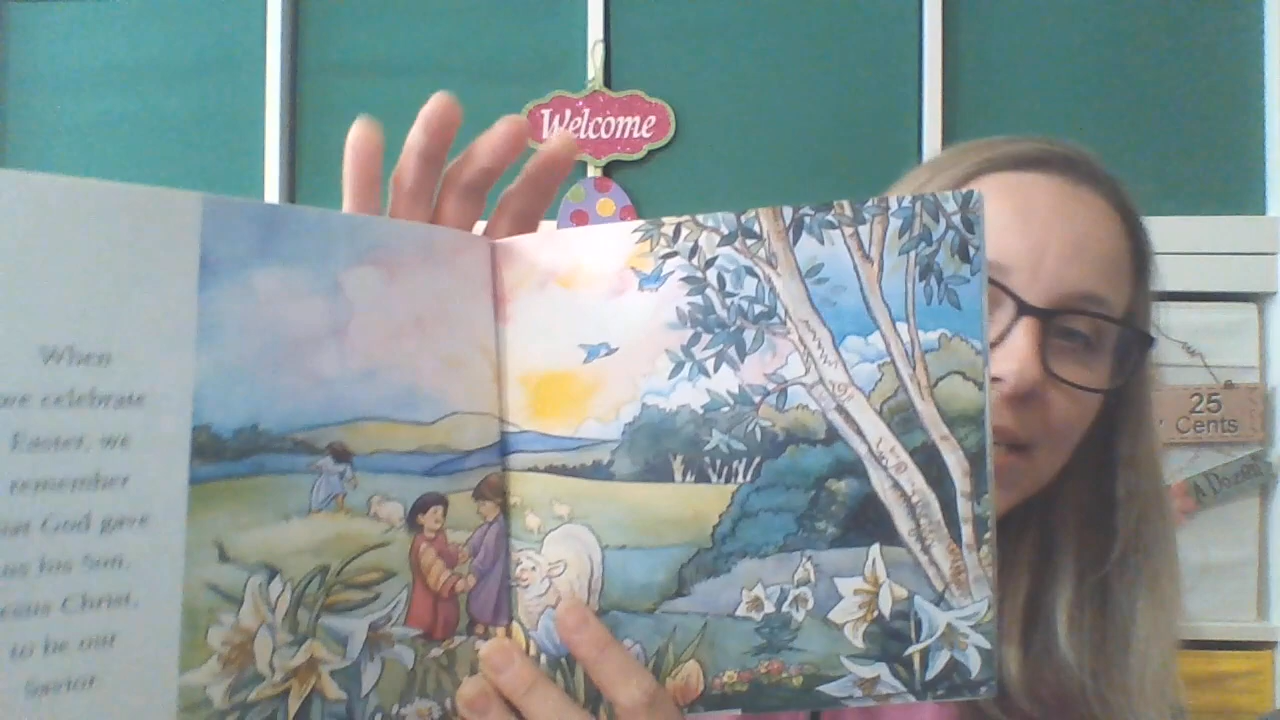 Welcome
When
we celebrate
Easter, we
remember
that God gave
us his Son,
Jesus Christ,
to be our
Savior.
25
Cents
A Dozen